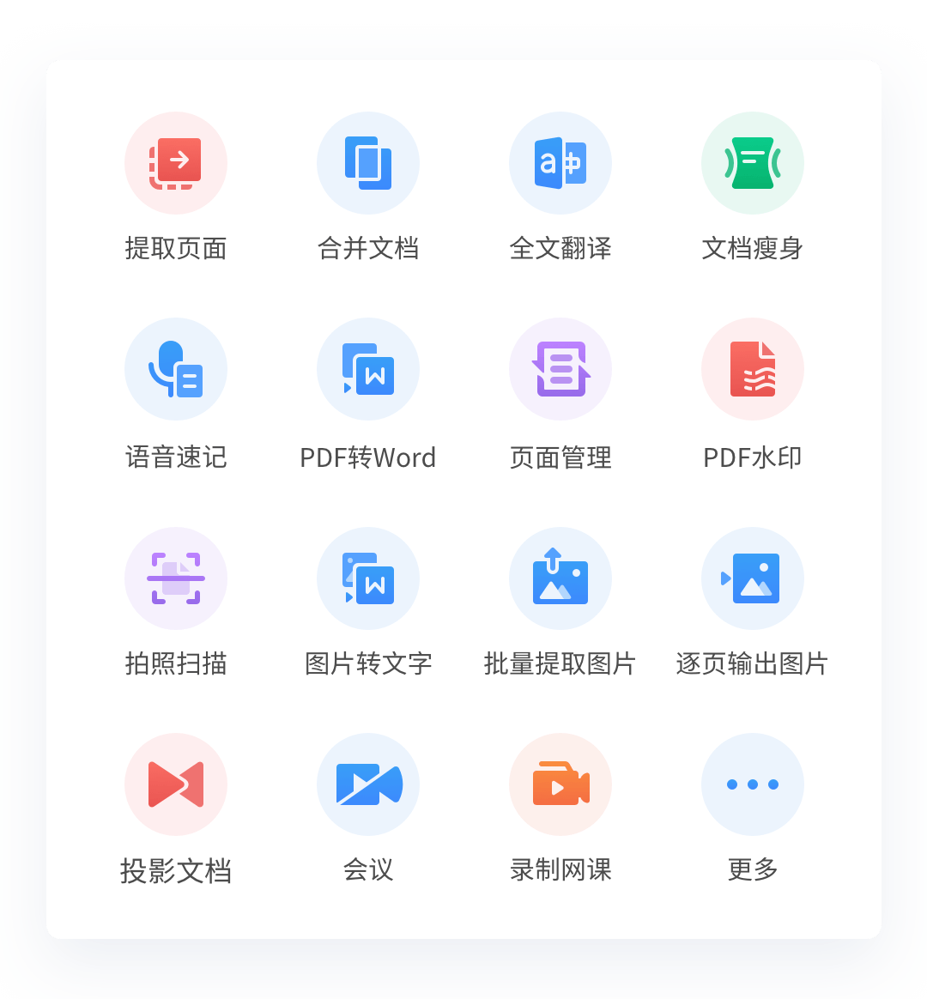 提取页面
合并文档
全文翻译
文档瘦身
语音速记
PDF转Word
页面管理
PDF水印
拍照扫描
图片转文字
批量提取图片
逐页输出图片
投影文档
会议
录制网课
更多